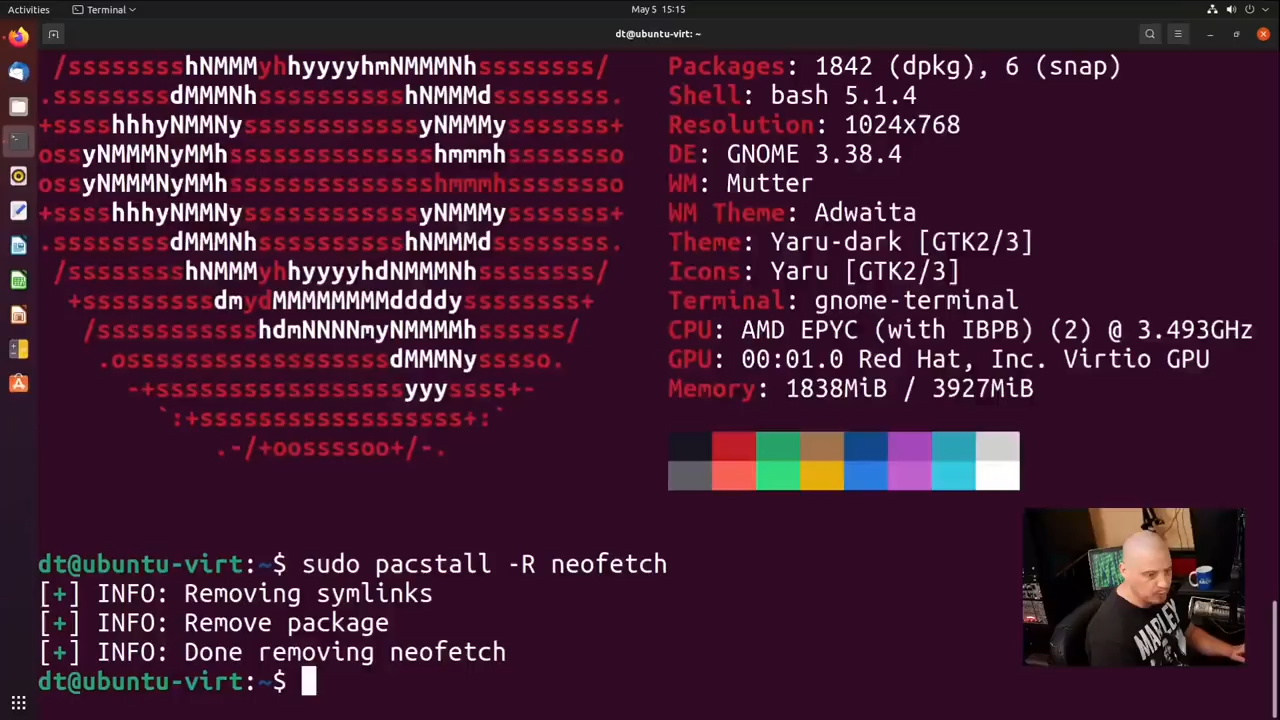 Activities
Terminal
May 5 15:15
dt@ubuntu-virt: ~
/sssssssshNMMMyhhyyyyhmNMMMNhssssssss/
.ssssssssdMMMNhsssssssssshNMMMdssssssss.
+sssshhhyNMMNyssssssssssssyNMMMysssssss+
ossyNMMMNyMMhsssssssssssssshmmmhssssssso
ossyNMMMNyMMhsssssssssssssshmmmhssssssso
+sssshhhyNMMNyssssssssssssyNMMMysssssss+
.ssssssssdMMMNhsssssssssshNMMMdssssssss.
/sssssssshNMMMyhhyyyyhdNMMMNhssssssss/
+sssssssssdmydMMMMMMMMddddyssssssss+
/ssssssssssshdmNNNNmyNMMMMhssssss/
.ossssssssssssssssssdMMMNysssso.
-+sssssssssssssssssyyyssss+-
`:+ssssssssssssssssss+:`
.-/+oossssoo+/-.
Packages: 1842 (dpkg), 6 (snap)
Shell: bash 5.1.4
Resolution: 1024x768
DE: GNOME 3.38.4
WM: Mutter
WM Theme: Adwaita
Theme: Yaru-dark [GTK2/3]
Icons: Yaru [GTK2/3]
Terminal: gnome-terminal
CPU: AMD EPYC (with IBPB) (2) @ 3.493GHz
GPU: 00:01.0 Red Hat, Inc. Virtio GPU
Memory: 1838MiB / 3927MiB
dt@ubuntu-virt:~$ sudo pacstall -R neofetch
[+] INFO: Removing symlinks
[+] INFO: Remove package
[+] INFO: Done removing neofetch
dt@ubuntu-virt:~$
MARLEY